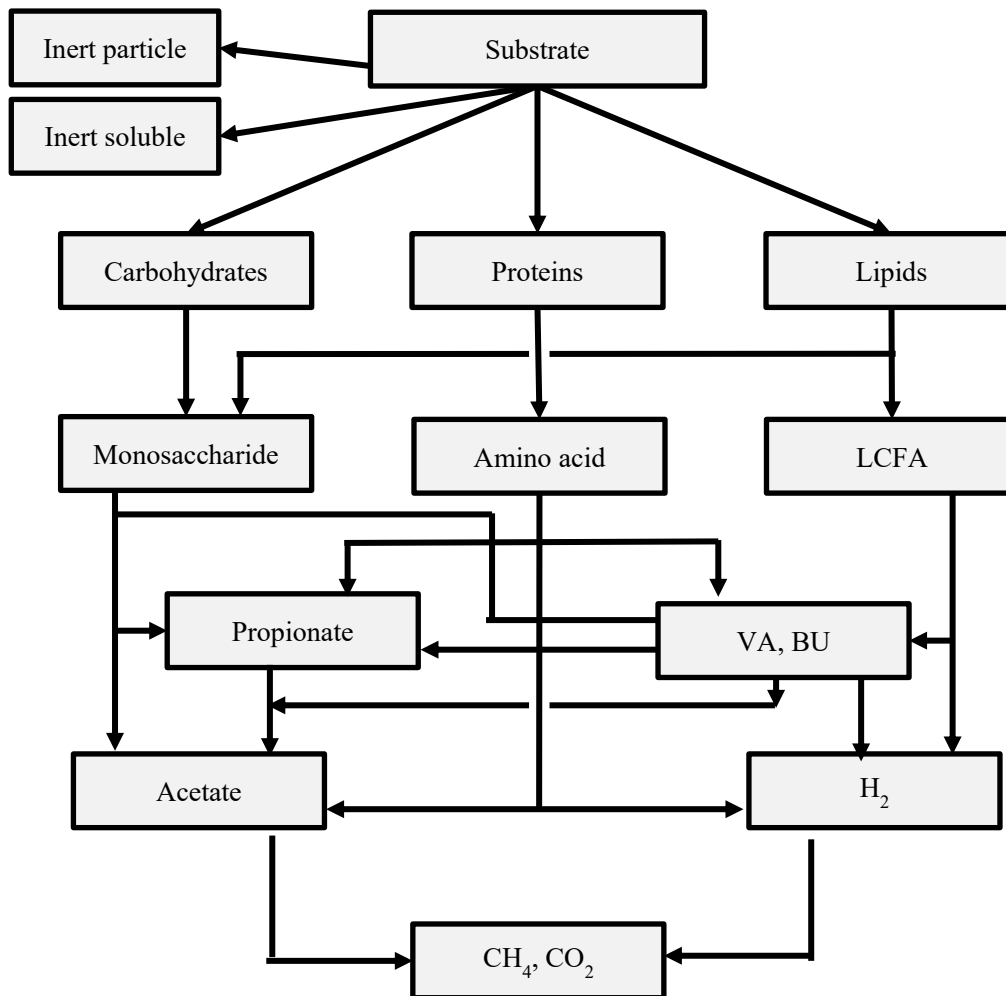 Inert particle
Substrate
Inert soluble
Carbohydrates
Proteins
Lipids
Monosaccharide
Amino acid
LCFA
Propionate
VA, BU
Acetate
H₂
CH₄, CO₂